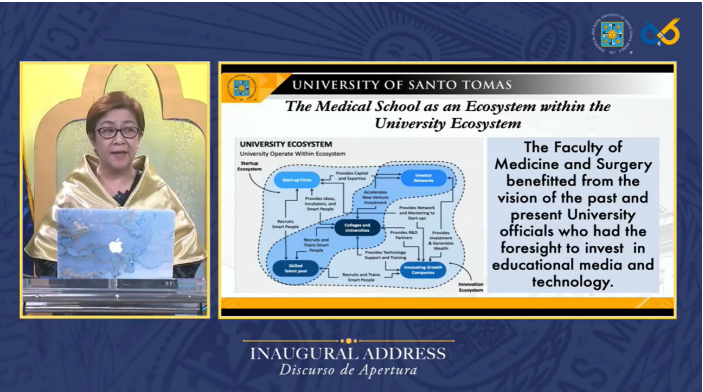 UNIVERSITY OF SANTO TOMAS
The Medical School as an Ecosystem within the
University Ecosystem
UNIVERSITY ECOSYSTEM
University Operate Within Ecosystem
Startup
Ecosystem
Start-up Firms
Provides Capital
and Expertise
Investor
Networks
Accelerates
New Venture
Investment
Provides Ideas,
Incubators, and
Smart People
Recruits
Smart People
Colleges and
Universities
Provides Network
and Mentoring to
Start-ups
Provides R&D
Partners
Provides
Investment
& Generates
Wealth
Recruits and
Trains Smart
People
Provides Technology
Support and Training
Skilled
Talent pool
Recruits and Trains
Smart People
Innovating Growth
Companies
Innovation
Ecosystem
The Faculty of
Medicine and Surgery
benefitted from the
vision of the past and
present University
officials who had the
foresight to invest in
educational media and
technology.
INAUGURAL ADDRESS
Discurso de Apertura